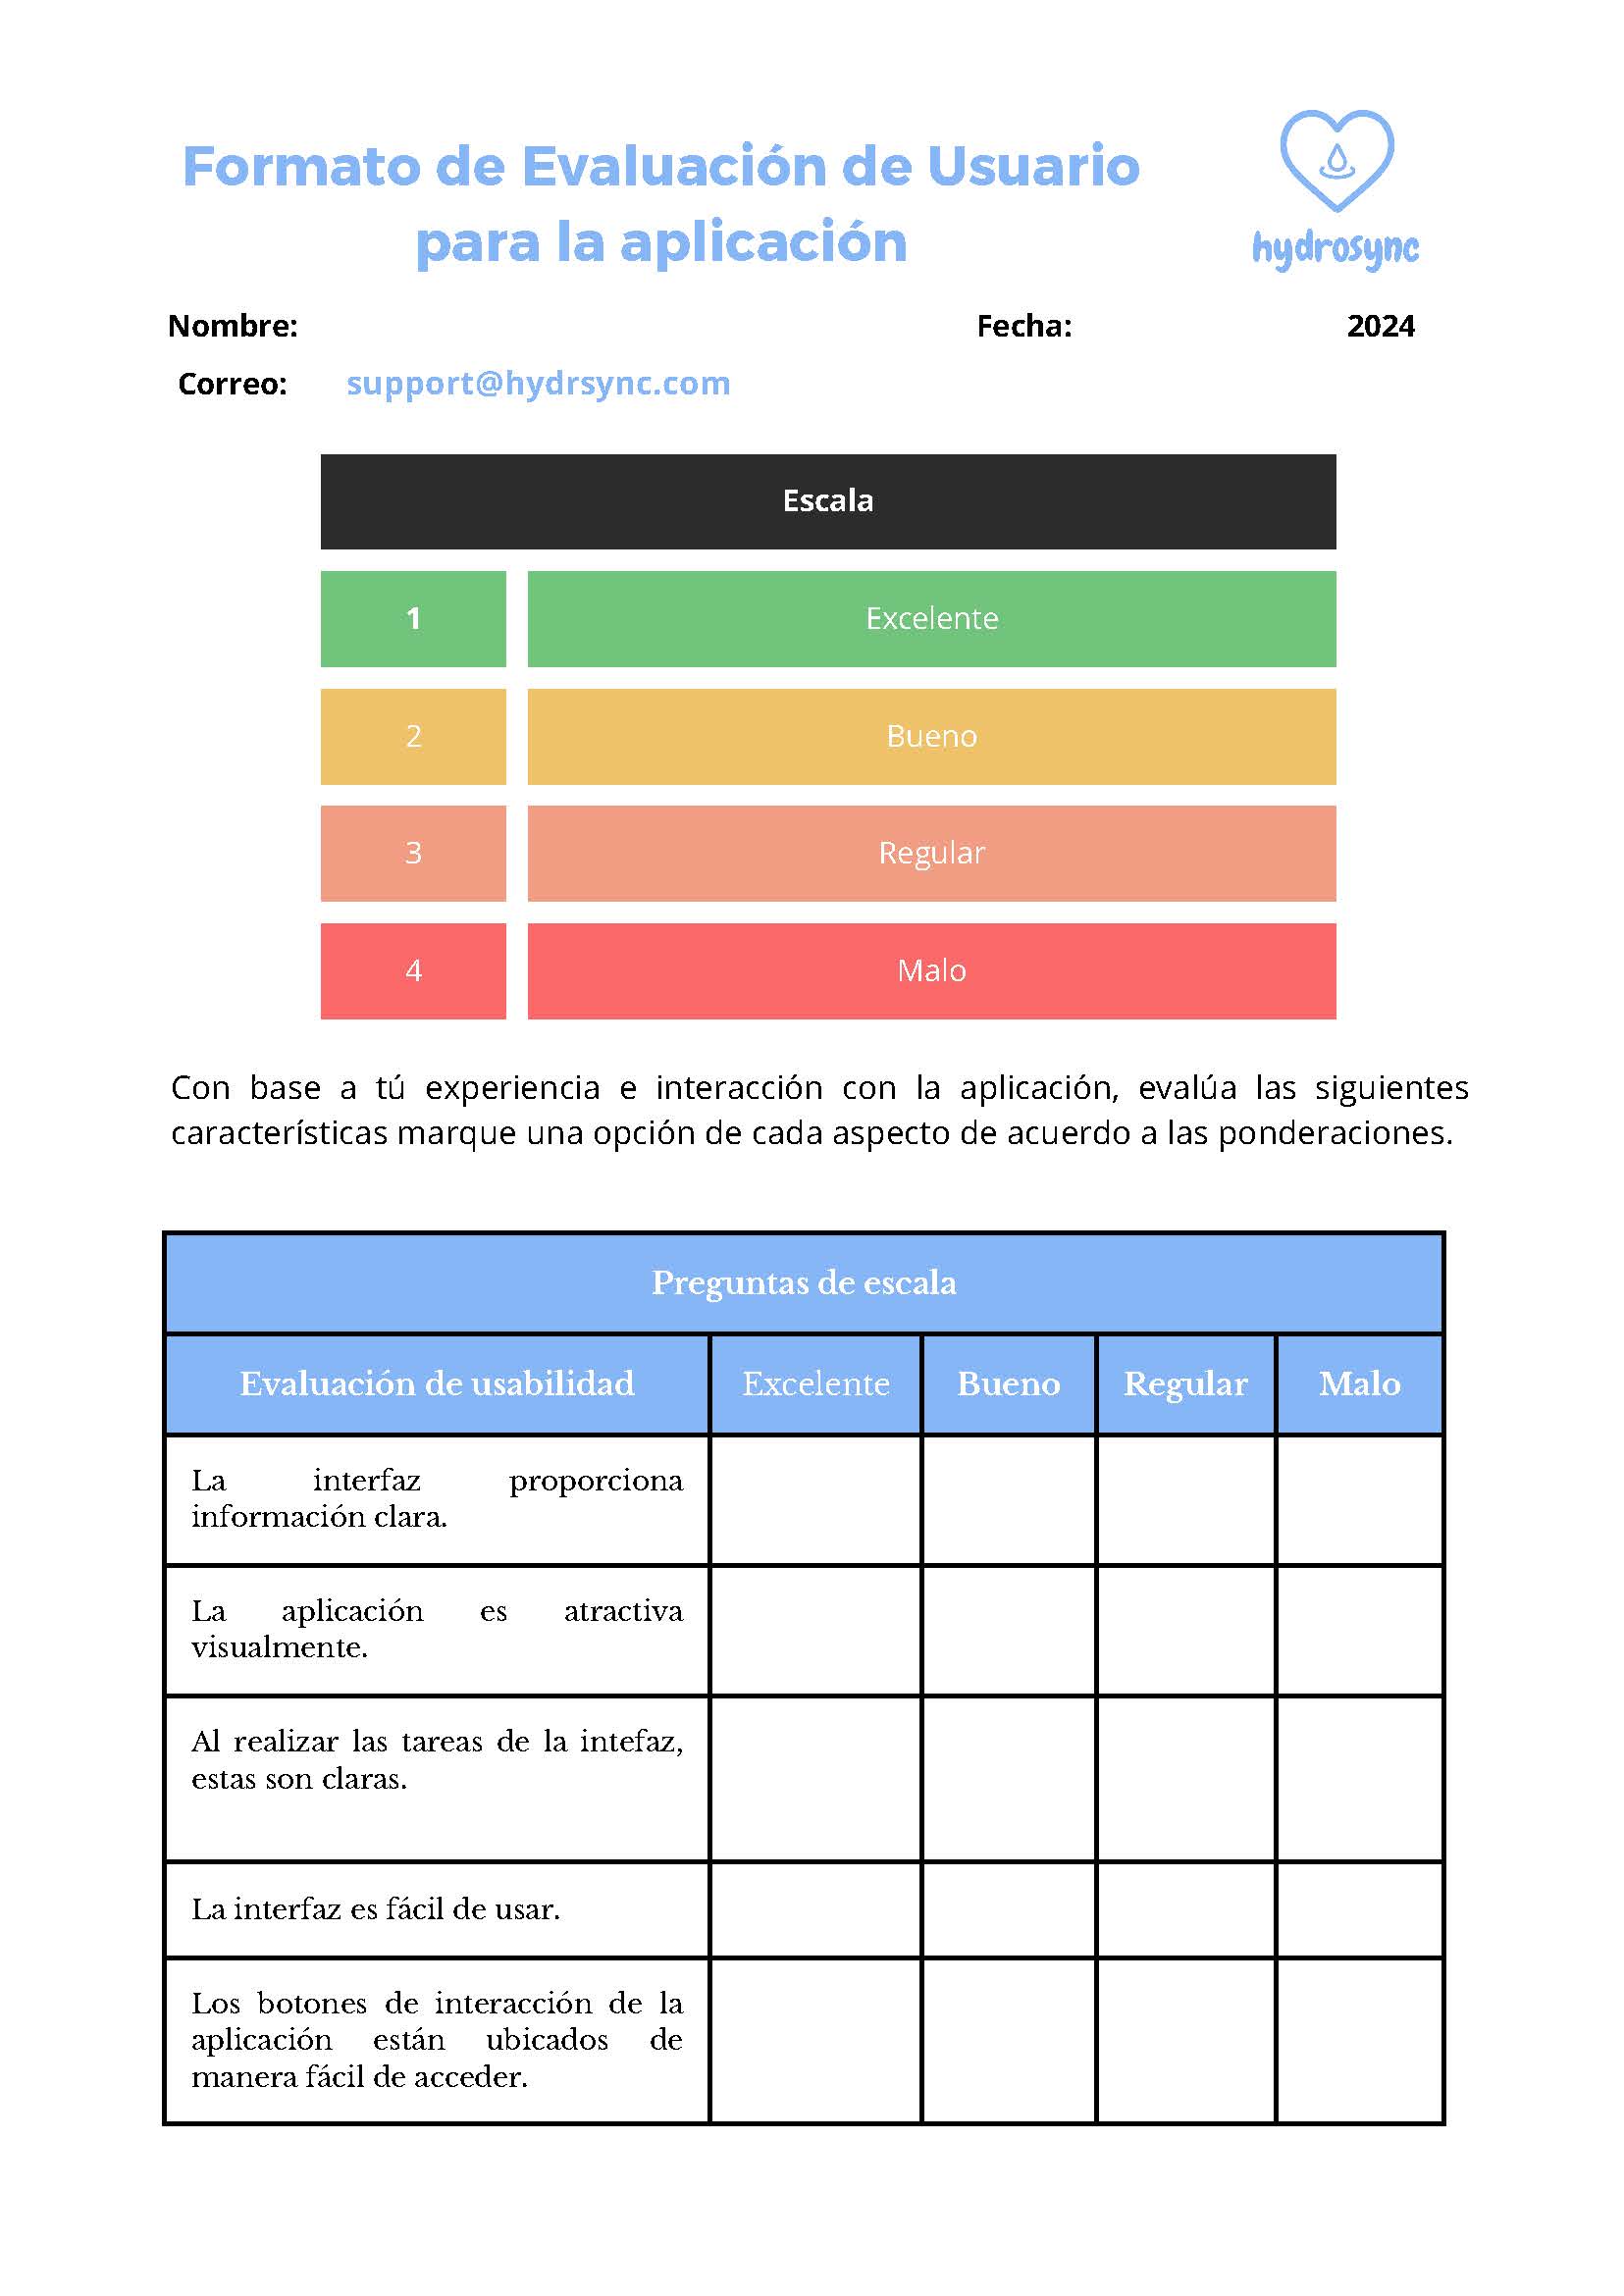 Formato de Evaluación de Usuario
para la aplicación
hydrosync
Nombre: Fecha: 2024
Correo: support@hydrsync.com
Escala
1 Excelente
2 Bueno
3 Regular
4 Malo
Con base a tú experiencia e interacción con la aplicación, evalúa las siguientes
características marque una opción de cada aspecto de acuerdo a las ponderaciones.
Preguntas de escala
Evaluación de usabilidad Excelente Bueno Regular Malo
La interfaz proporciona
información clara.
La aplicación es atractiva
visualmente.
Al realizar las tareas de la intefaz,
estas son claras.
La interfaz es fácil de usar.
Los botones de interacción de la
aplicación están ubicados de
manera fácil de acceder.